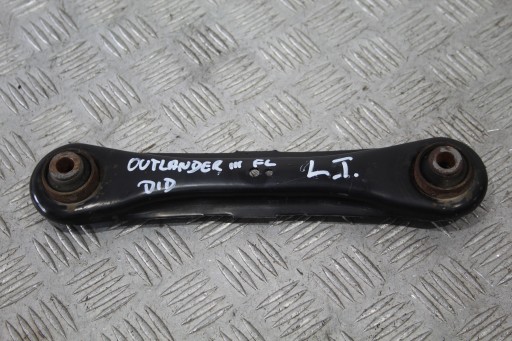 OUTLANDER III FL L.T.
DID